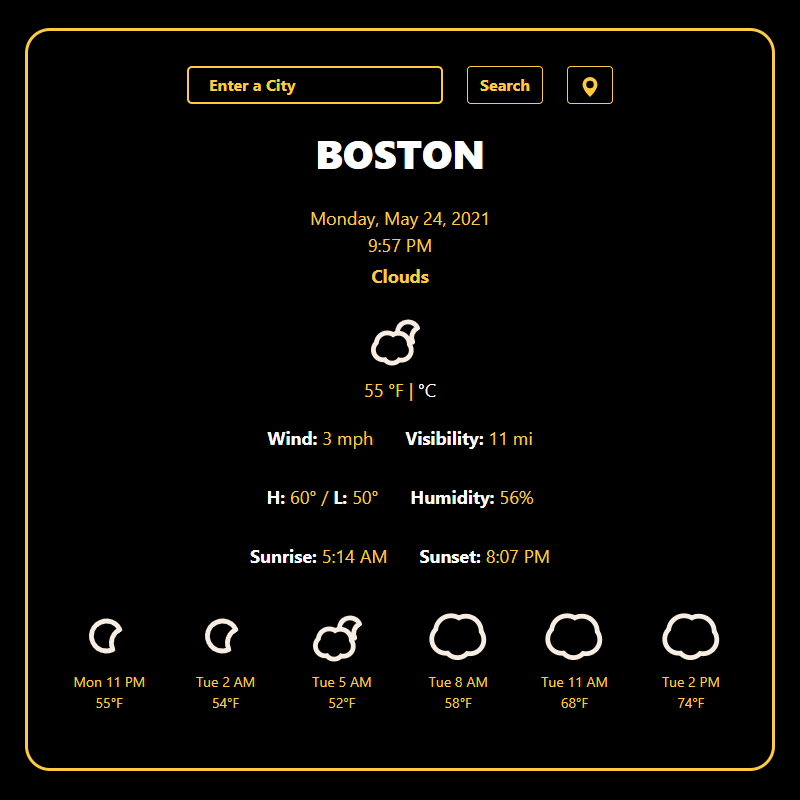 Enter a City Search
BOSTON
Monday, May 24, 2021
9:57 PM
Clouds
55 °F | °C
Wind: 3 mph Visibility: 11 mi
H: 60° / L: 50° Humidity: 56%
Sunrise: 5:14 AM Sunset: 8:07 PM
Mon 11 PM Tue 2 AM Tue 5 AM Tue 8 AM Tue 11 AM Tue 2 PM
55°F 54°F 52°F 58°F 68°F 74°F